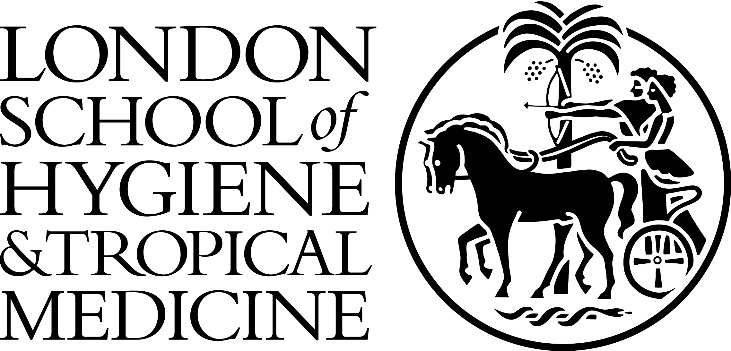 LONDON
SCHOOL of
HYGIENE
& TROPICAL
MEDICINE